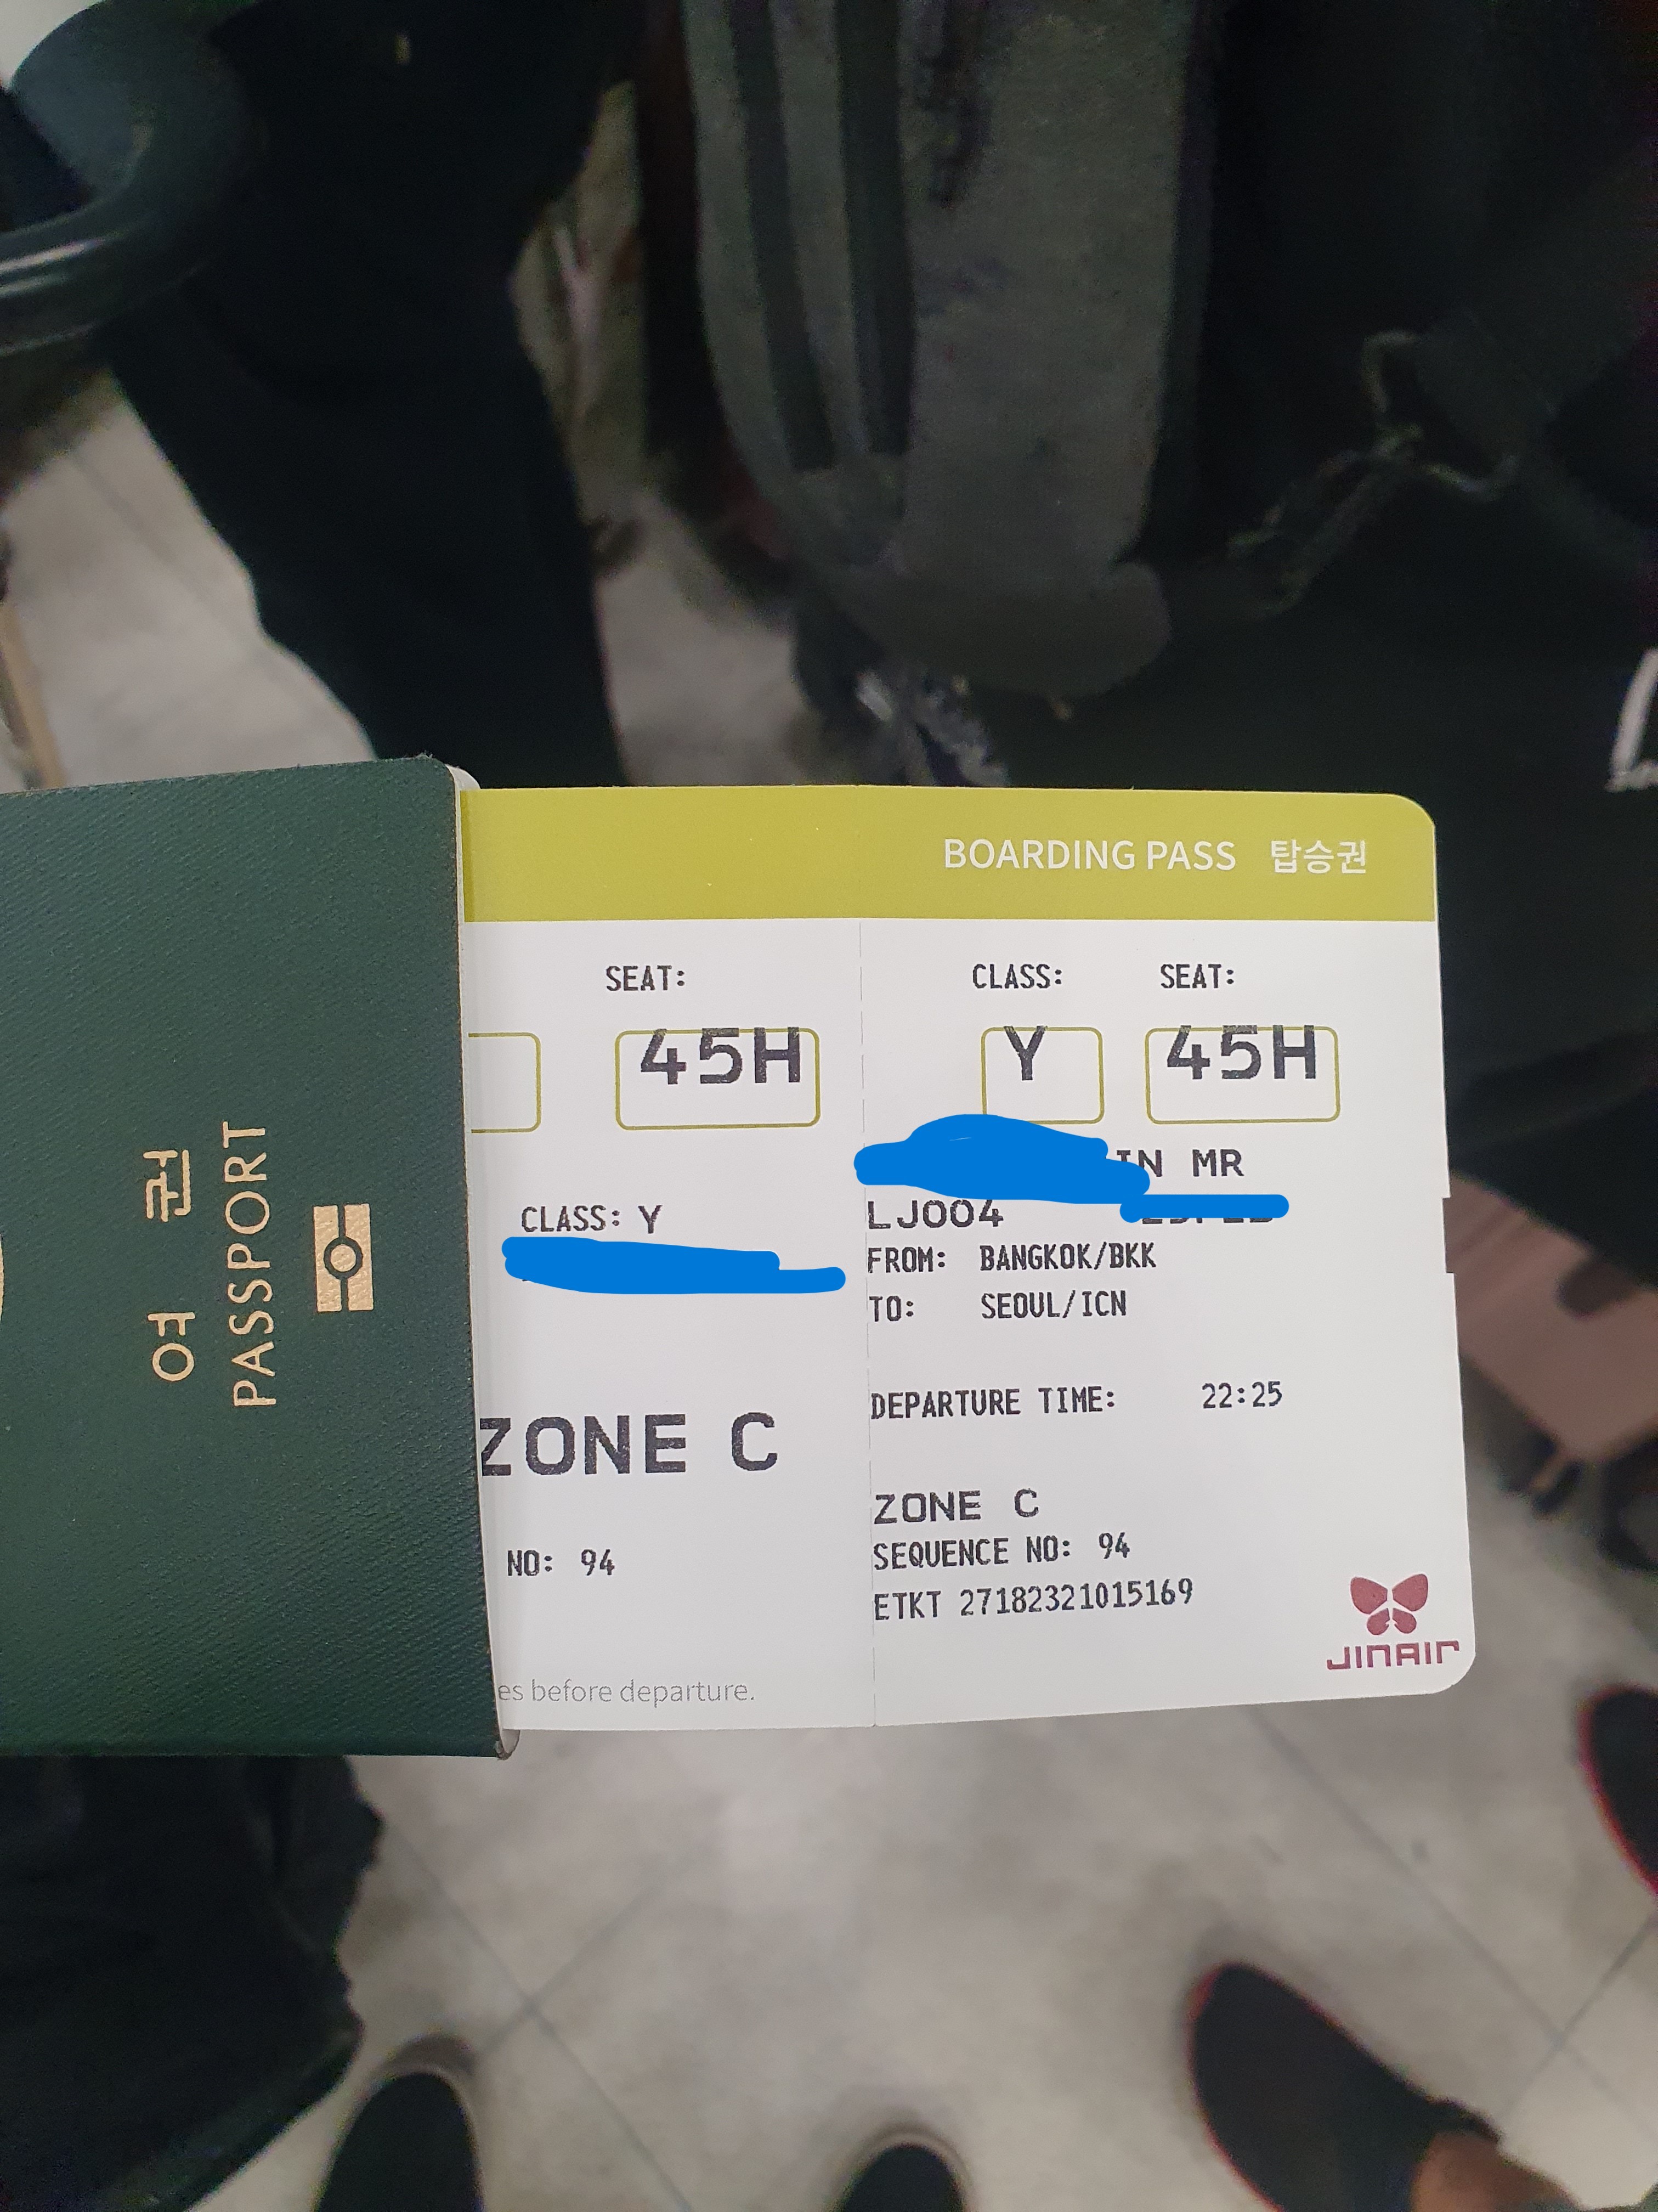 여권
PASSPORT
BOARDING PASS 탑승권
SEAT:
45H
CLASS: Y
ZONE C
NO: 94
es before departure.
CLASS: SEAT:
Y 45H
IN MR
LJ004
FROM: BANGKOK/BKK
TO: SEOUL/ICN
DEPARTURE TIME: 22:25
ZONE C
SEQUENCE NO: 94
ETKT 27182321015169
JINAIR